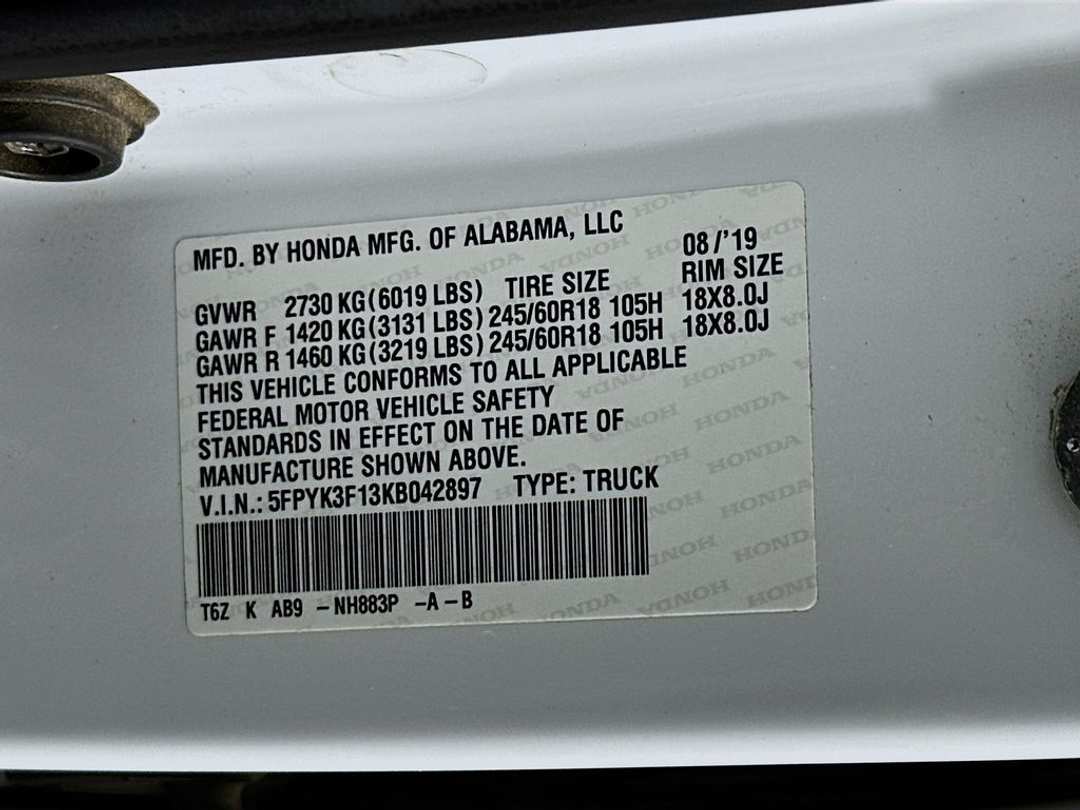 MFD. BY HONDA MFG. OF ALABAMA, LLC 08/'19
TIRE SIZE RIM SIZE
GVWR 2730 KG(6019 LBS)
GAWR F 1420 KG(3131 LBS) 245/60R18 105H 18X8.0J
GAWR R 1460 KG(3219 LBS) 245/60R18 105H 18X8.0J
THIS VEHICLE CONFORMS TO ALL APPLICABLE
FEDERAL MOTOR VEHICLE SAFETY
STANDARDS IN EFFECT ON THE DATE OF
MANUFACTURE SHOWN ABOVE.
V.I.N.: 5FPYK3F13KB042897 TYPE: TRUCK
T6Z K AB9 -NH883P -A-B